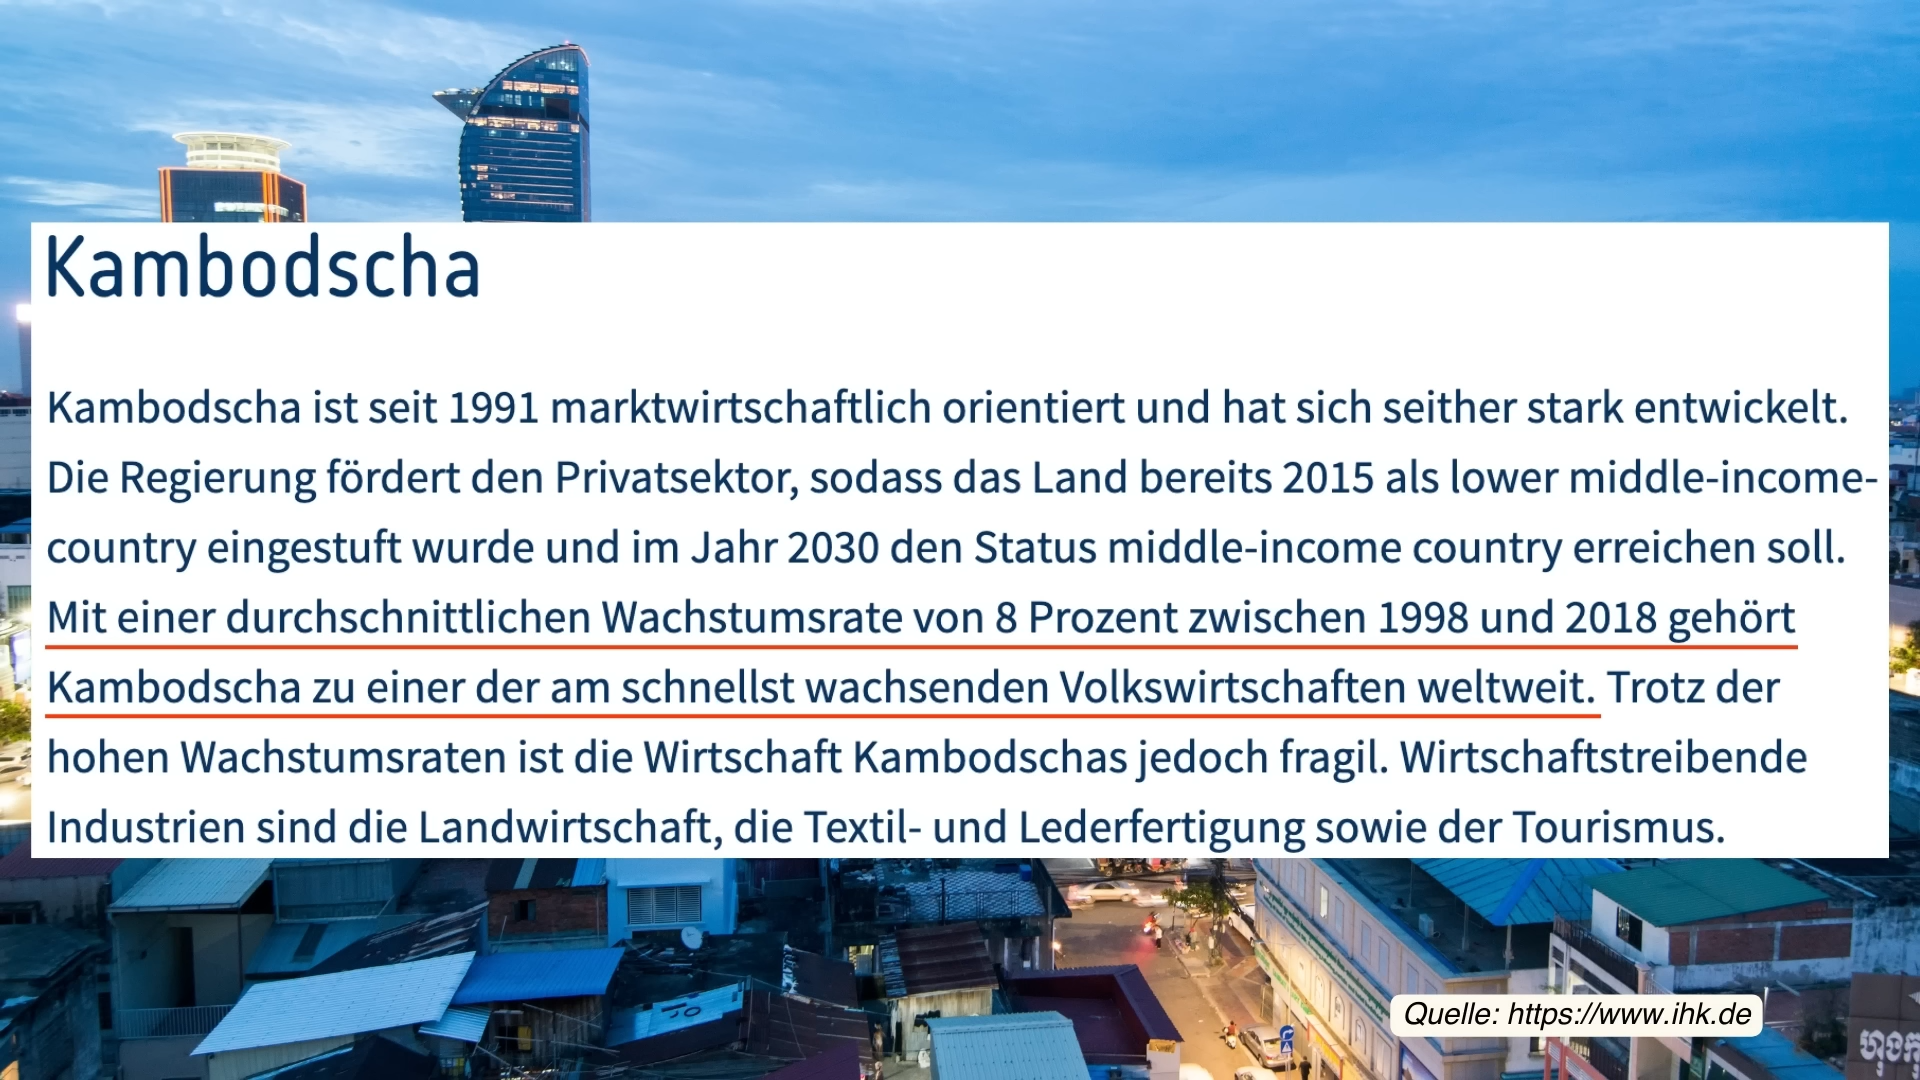 Kambodscha
Kambodscha ist seit 1991 marktwirtschaftlich orientiert und hat sich seither stark entwickelt.
Die Regierung fördert den Privatsektor, sodass das Land bereits 2015 als lower middle-income-
country eingestuft wurde und im Jahr 2030 den Status middle-income country erreichen soll.
Mit einer durchschnittlichen Wachstumsrate von 8 Prozent zwischen 1998 und 2018 gehört
Kambodscha zu einer der am schnellst wachsenden Volkswirtschaften weltweit. Trotz der
hohen Wachstumsraten ist die Wirtschaft Kambodschas jedoch fragil. Wirtschaftstreibende
Industrien sind die Landwirtschaft, die Textil- und Lederfertigung sowie der Tourismus.
Quelle: https://www.ihk.de